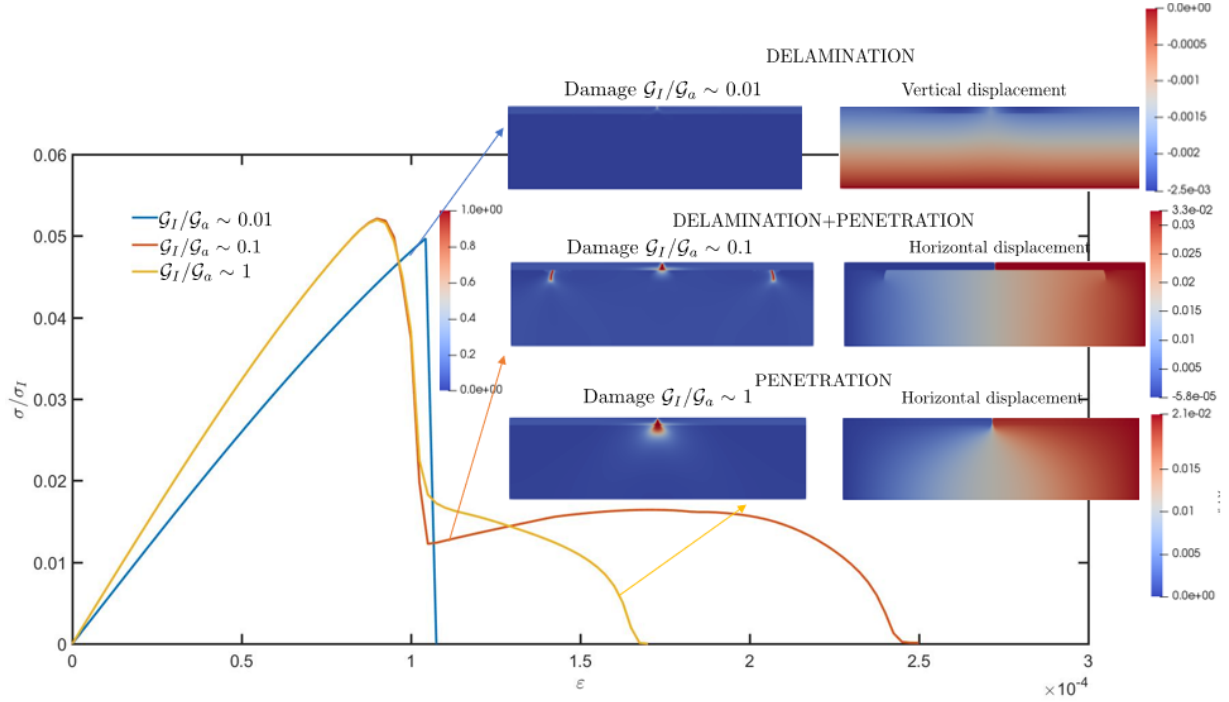 DELAMINATION
Damage 𝒢_I/𝒢_a ∼ 0.01
Vertical displacement
0.0e+00
-0.0005
-0.001
-0.0015
-0.002
-2.5e-03
DELAMINATION+PENETRATION
Damage 𝒢_I/𝒢_a ∼ 0.1
Horizontal displacement
3.3e-02
0.03
0.025
0.02
0.015
0.01
-5.8e-05
PENETRATION
Damage 𝒢_I/𝒢_a ∼ 1
Horizontal displacement
2.1e-02
0.015
0.01
0.005
0.0e+00
𝒢_I/𝒢_a ∼ 0.01
𝒢_I/𝒢_a ∼ 0.1
𝒢_I/𝒢_a ∼ 1
1.0e+00
0.8
0.6
0.4
0.2
0.0e+00
0.06
0.05
0.04
0.03
0.02
0.01
0
σ/σ_I
0
0.5
1
1.5
2
2.5
3
ε
×10⁻⁴